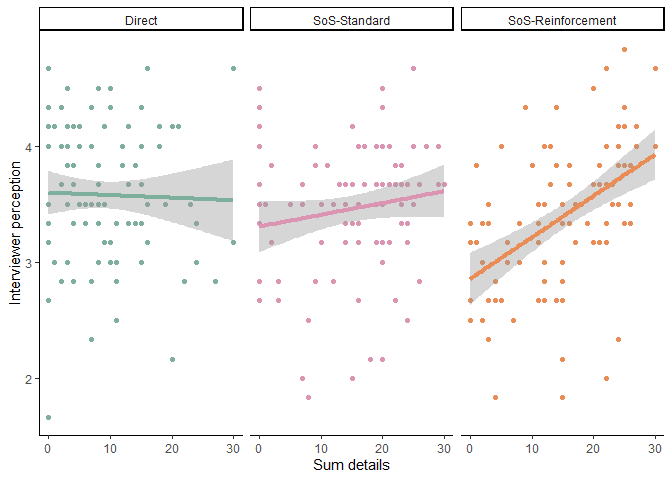 Direct SoS-Standard SoS-Reinforcement
Interviewer perception
4
3
2
0 10 20 30 0 10 20 30 0 10 20 30
Sum details